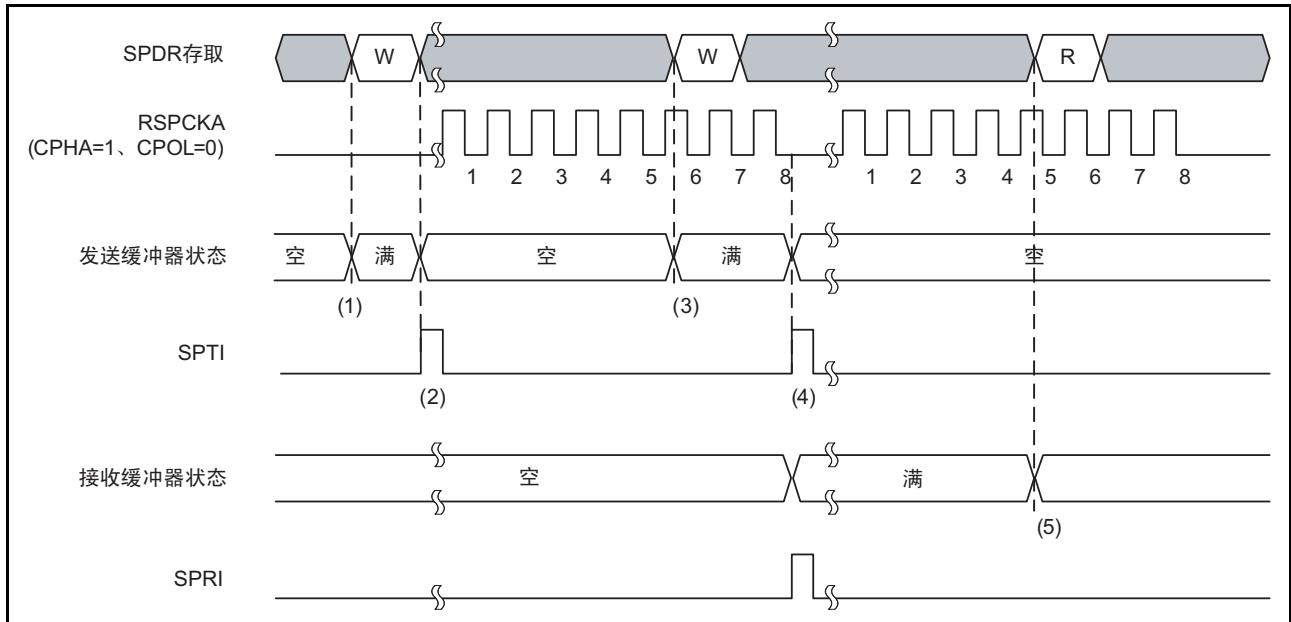 SPDR存取
W
W
R
RSPCKA
(CPHA=1、CPOL=0)
1 2 3 4 5 6 7 8
1 2 3 4 5 6 7 8
发送缓冲器状态
空 满 空 满 空
(1)
(3)
SPTI
(2)
(4)
接收缓冲器状态
空 满
(5)
SPRI